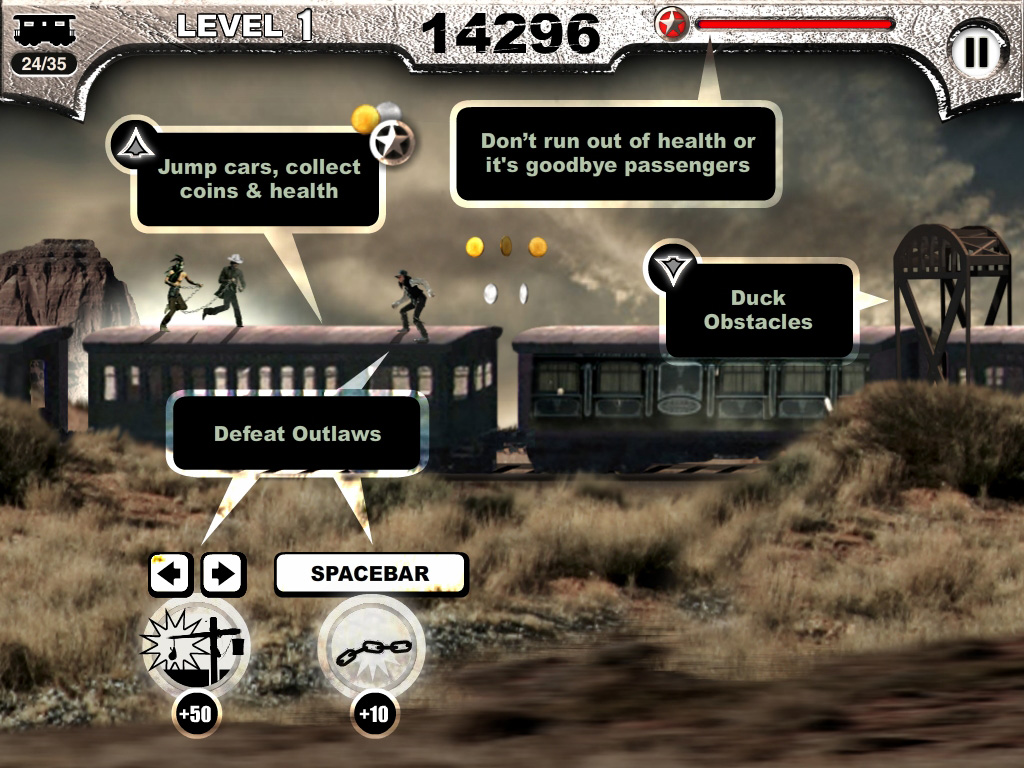 LEVEL 1
14296
24/35
Don’t run out of health or
it's goodbye passengers
Jump cars, collect
coins & health
Duck
Obstacles
Defeat Outlaws
SPACEBAR
+50
+10